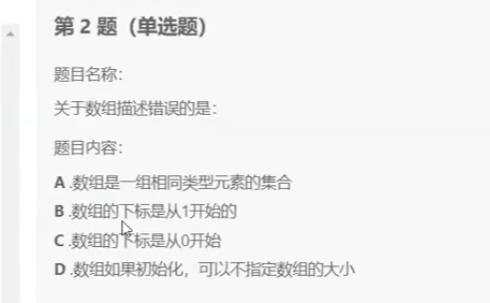 第 2 题（单选题）
题目名称：
关于数组描述错误的是：
题目内容：
A .数组是一组相同类型元素的集合
B .数组的下标是从1开始的
C .数组的下标是从0开始
D .数组如果初始化，可以不指定数组的大小